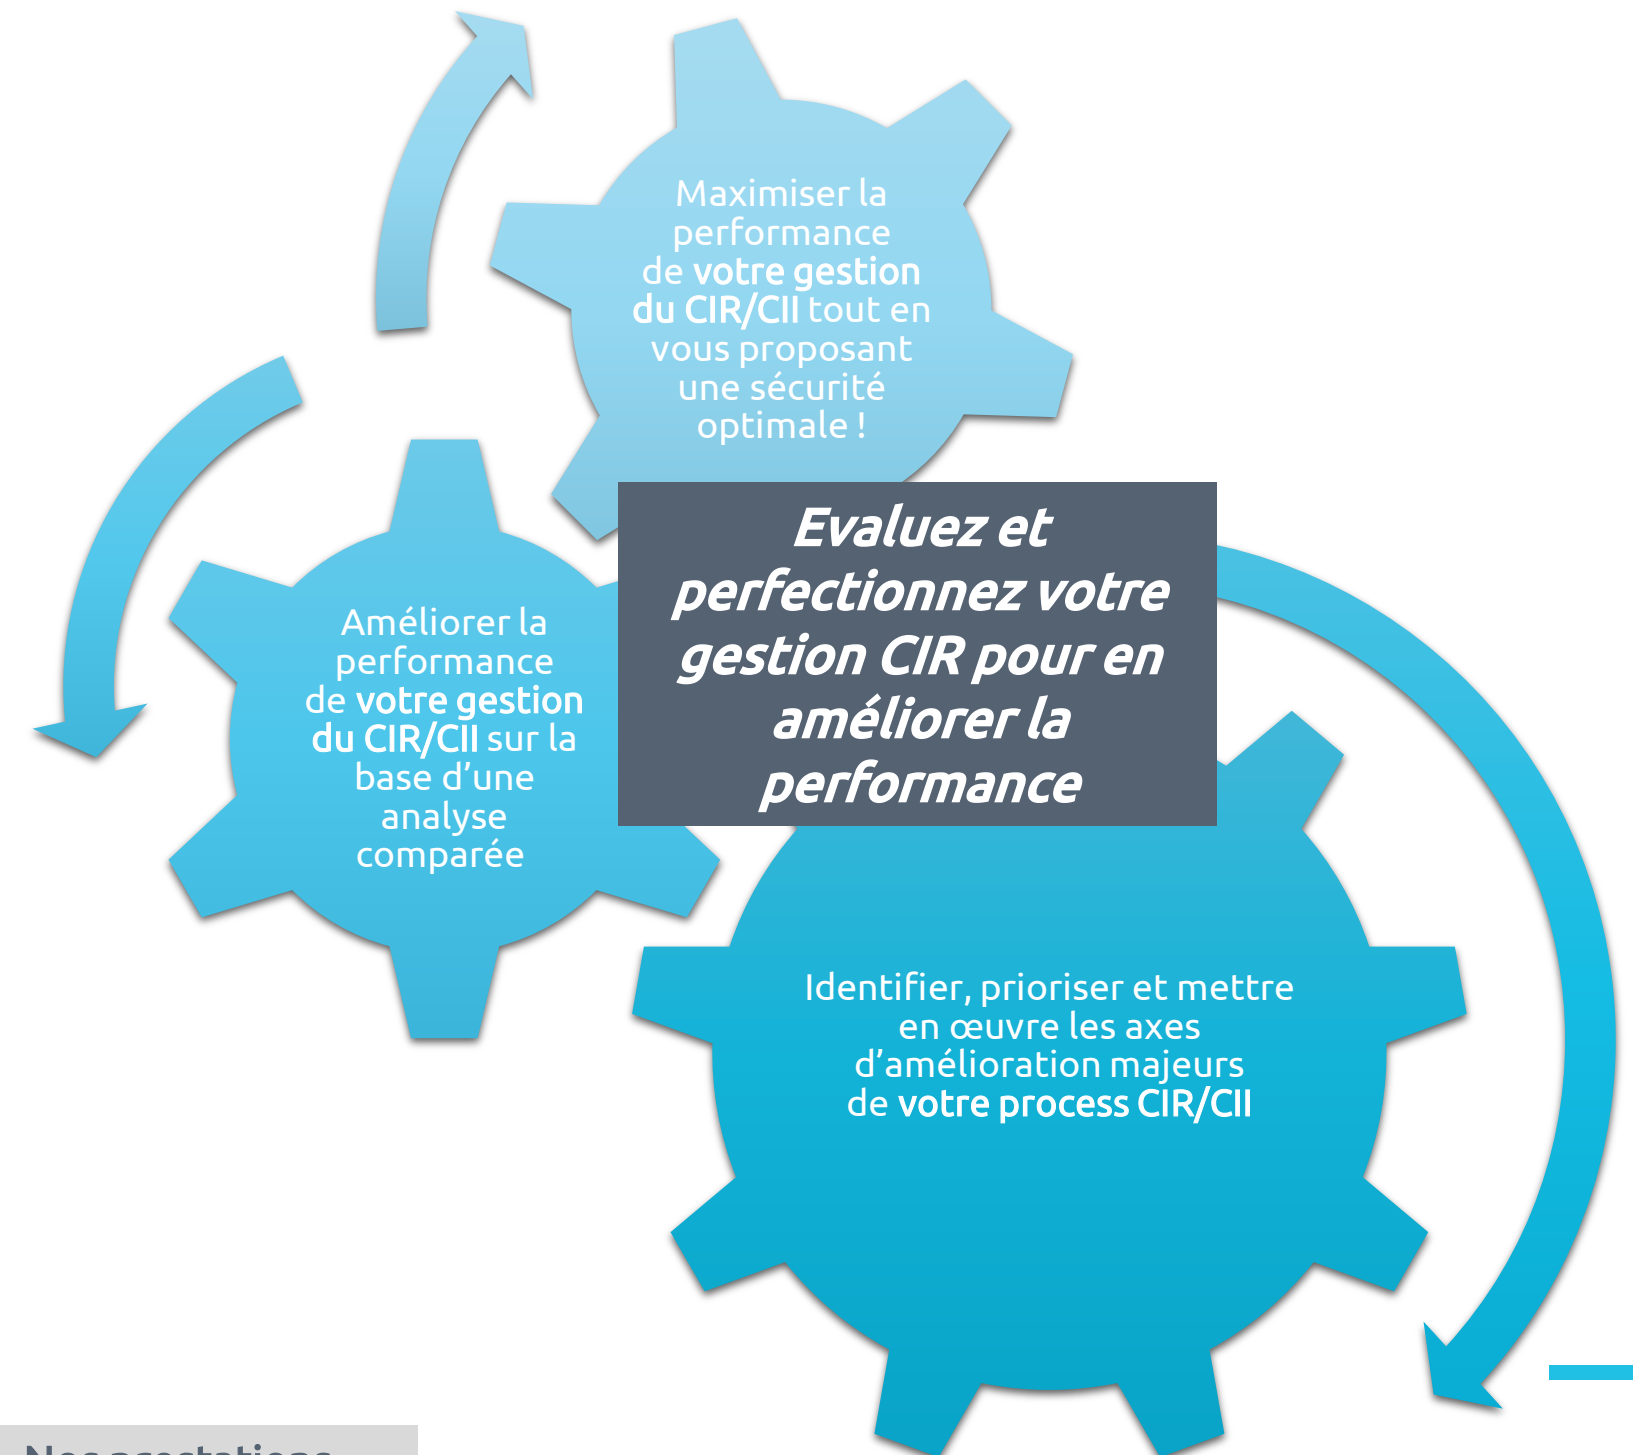 Maximiser la
performance
de votre gestion
du CIR/CII tout en
vous proposant
une sécurité
optimale !
Evaluez et
perfectionnez votre
gestion CIR pour en
améliorer la
performance
Améliorer la
performance
de votre gestion
du CIR/CII sur la
base d’une
analyse
comparée
Identifier, prioriser et mettre
en œuvre les axes
d’amélioration majeurs
de votre process CIR/CII
Nos prestations